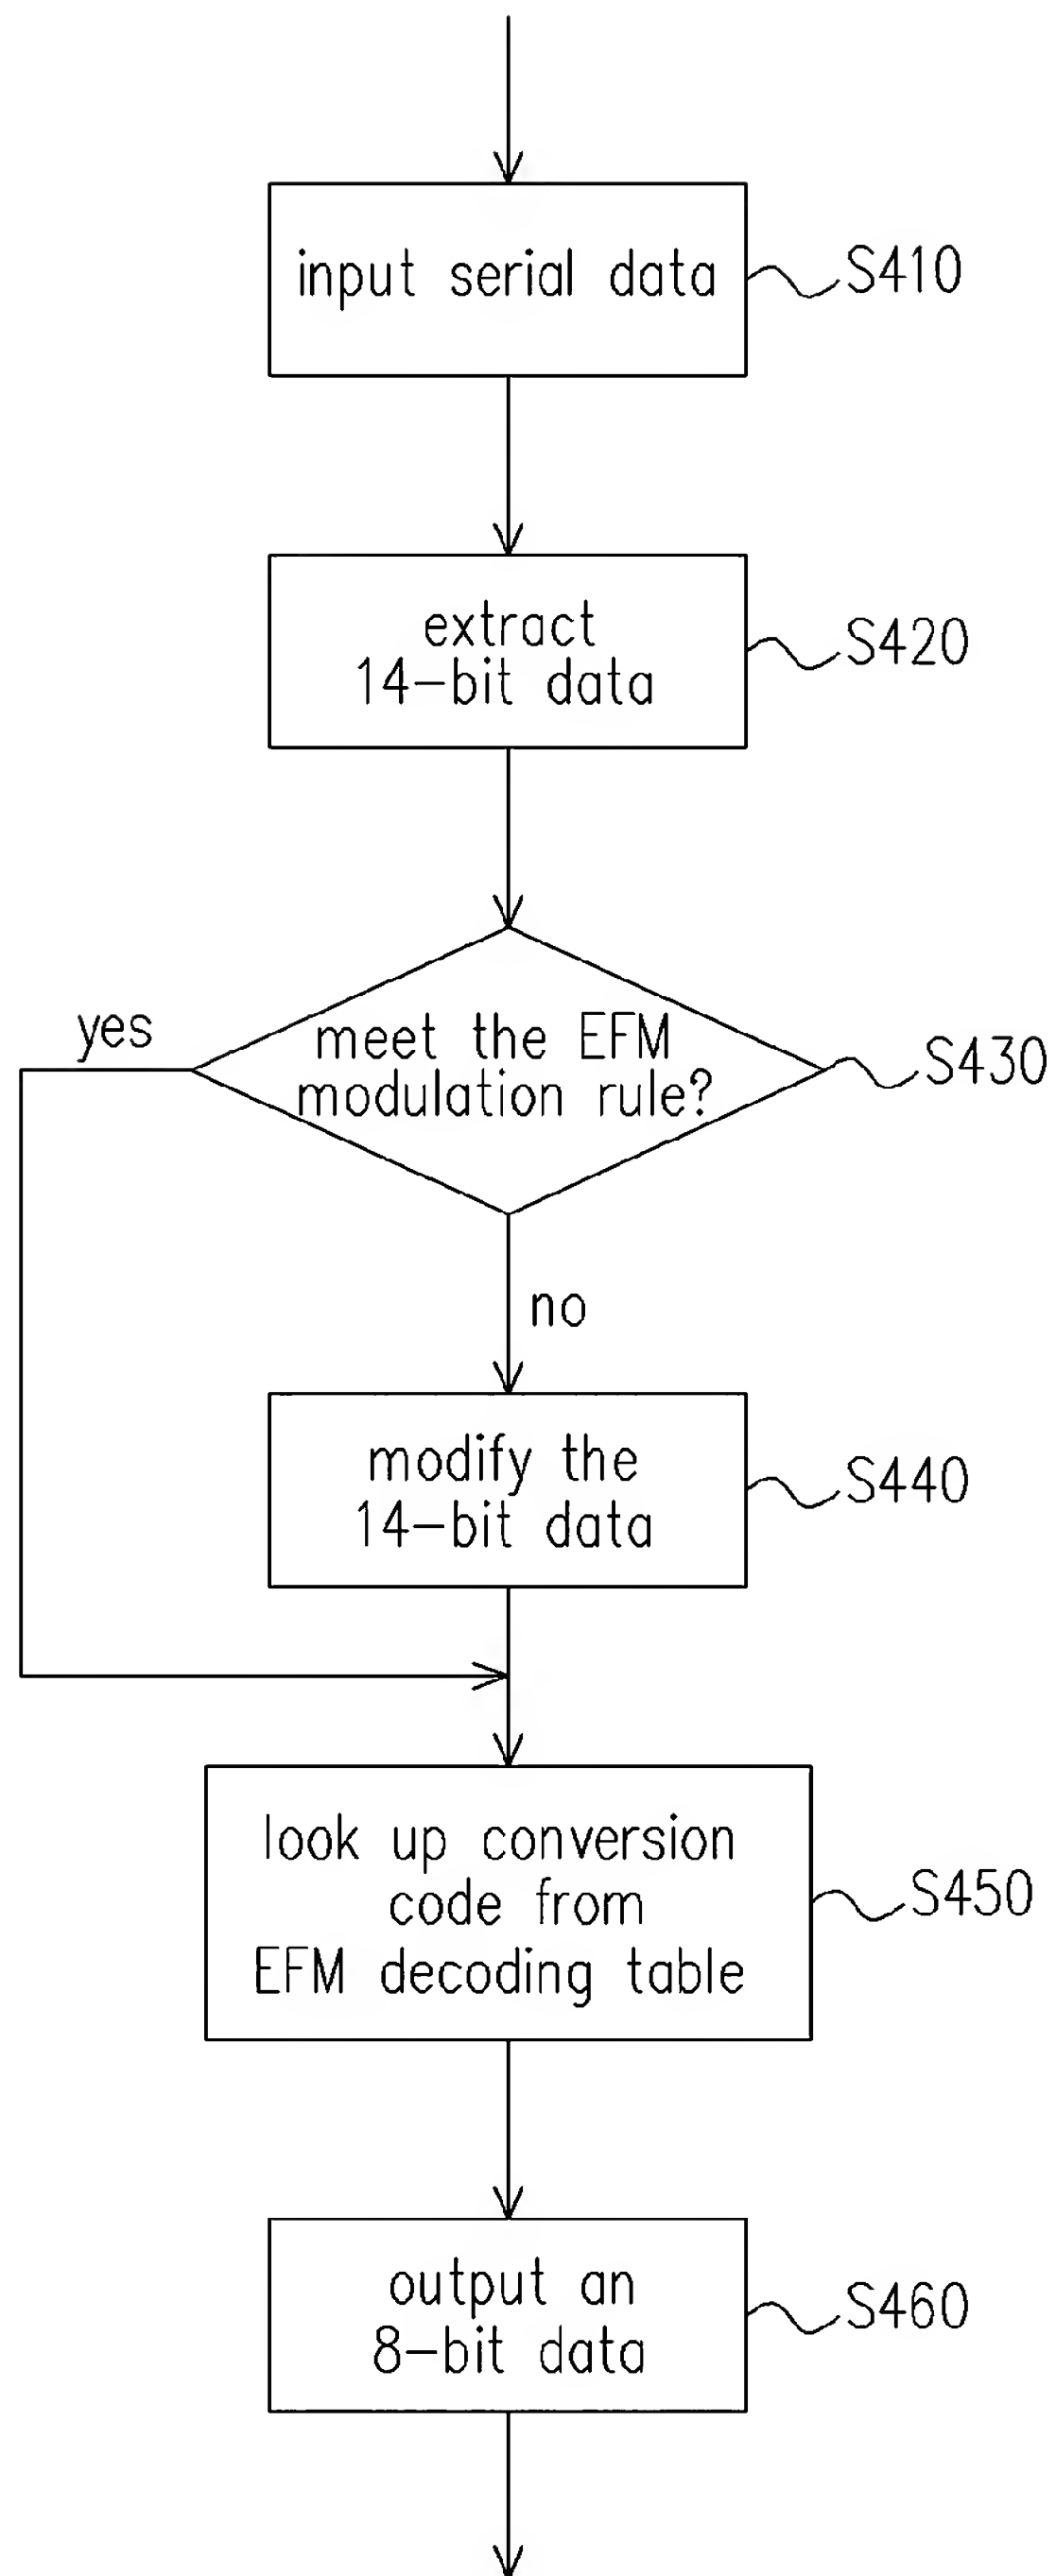 input serial data
S410
extract
14-bit data
S420
yes
meet the EFM
modulation rule?
S430
no
modify the
14-bit data
S440
look up conversion
code from
EFM decoding table
S450
output an
8-bit data
S460